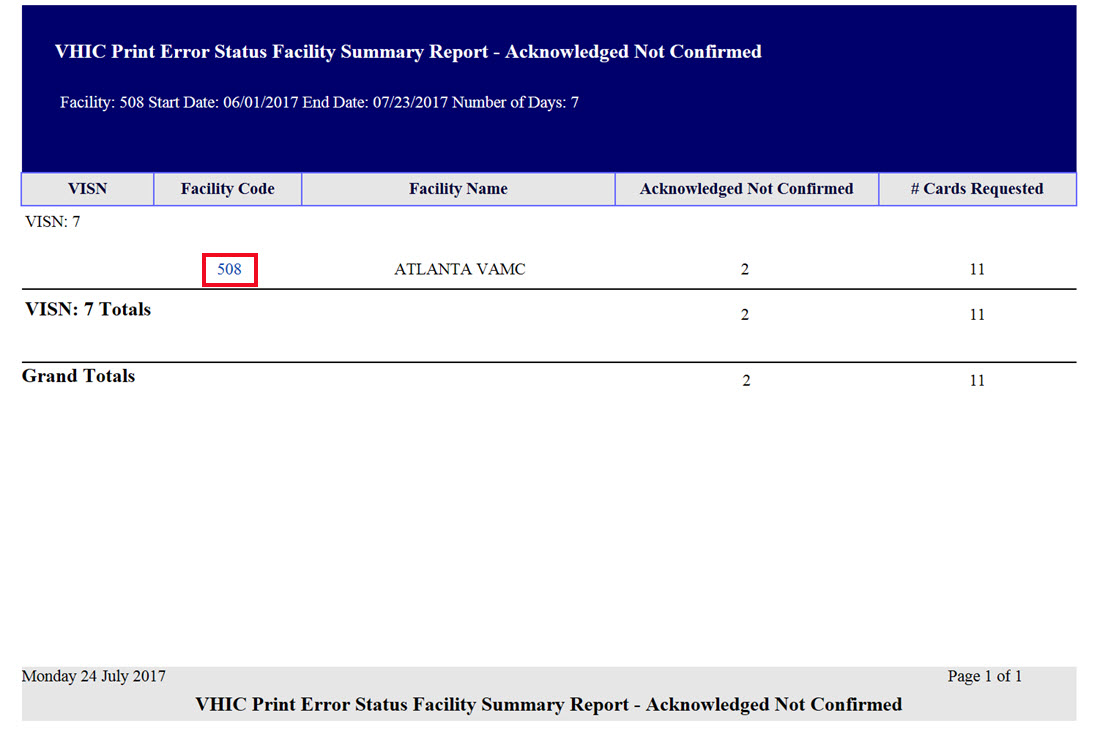 VHIC Print Error Status Facility Summary Report - Acknowledged Not Confirmed
Facility: 508 Start Date: 06/01/2017 End Date: 07/23/2017 Number of Days: 7
VISN Facility Code Facility Name Acknowledged Not Confirmed # Cards Requested
VISN: 7
508 ATLANTA VAMC 2 11
VISN: 7 Totals 2 11
Grand Totals 2 11
Monday 24 July 2017 Page 1 of 1
VHIC Print Error Status Facility Summary Report - Acknowledged Not Confirmed